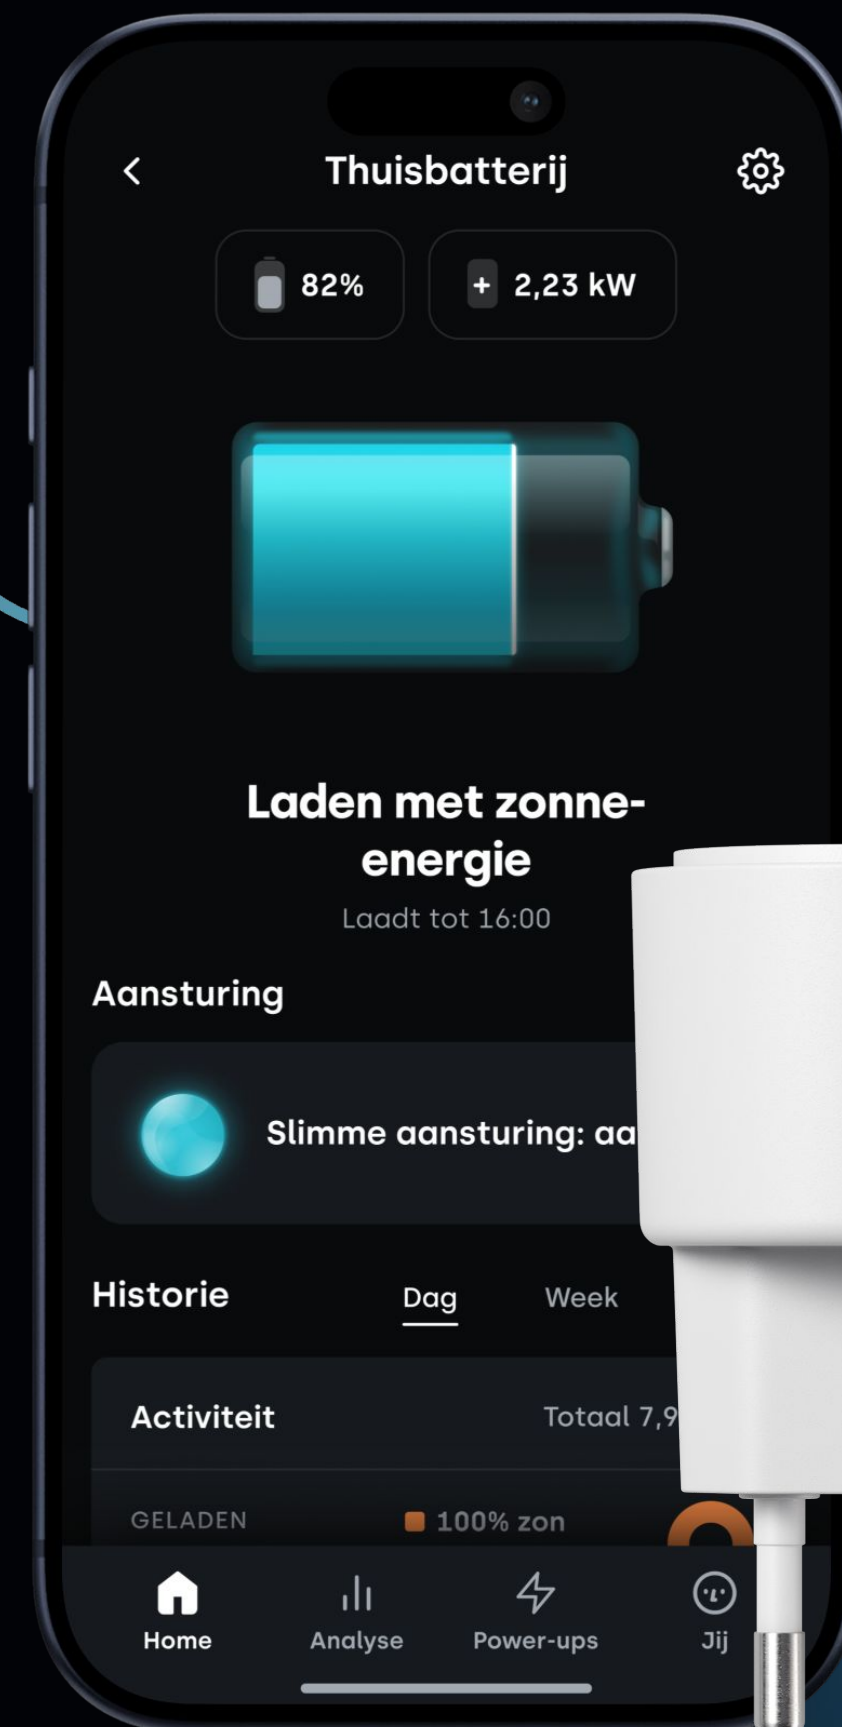 Thuisbatterij
82%
+ 2,23 kW
Laden met zonne-
energie
Laadt tot 16:00
Aansturing
Slimme aansturing:
Historie Dag Week
Activiteit Totaal 7,9
GELADEN 100% zon
Home Analyse Power-ups Jij